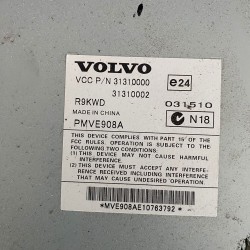 VOLVO
VCC P/N 31310000
31310002
e24
R9KWD
031510
MADE IN CHINA
N18
PMVE908A
THIS DEVICE COMPLIES WITH PART 15 OF THE
FCC RULES. OPERATION IS SUBJECT TO THE
FOLLOWING TWO CONDITIONS:
(1) THIS DEVICE MAY NOT CAUSE HARMFUL
INTERFERENCE, AND
(2) THIS DEVICE MUST ACCEPT ANY INTERFERENCE
RECEIVED INCLUDING INTERFERENCE THAT MAY
CAUSE UNDESIRED OPERATION.
*MVE908AE10763792*